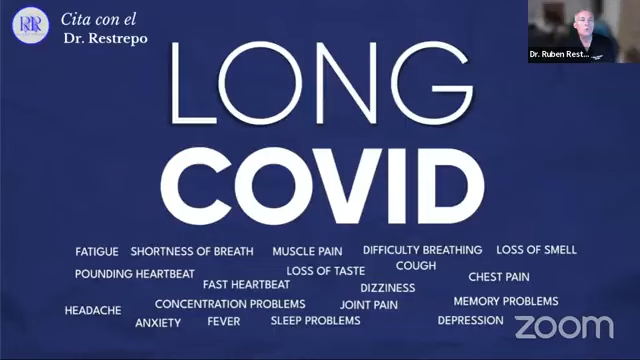 RR
Cita con el
Dr. Restrepo
Dr. Ruben Rest...
LONG
COVID
FATIGUE SHORTNESS OF BREATH MUSCLE PAIN DIFFICULTY BREATHING LOSS OF SMELL
POUNDING HEARTBEAT LOSS OF TASTE COUGH CHEST PAIN
FAST HEARTBEAT DIZZINESS
HEADACHE CONCENTRATION PROBLEMS JOINT PAIN MEMORY PROBLEMS
ANXIETY FEVER SLEEP PROBLEMS DEPRESSION
zoom